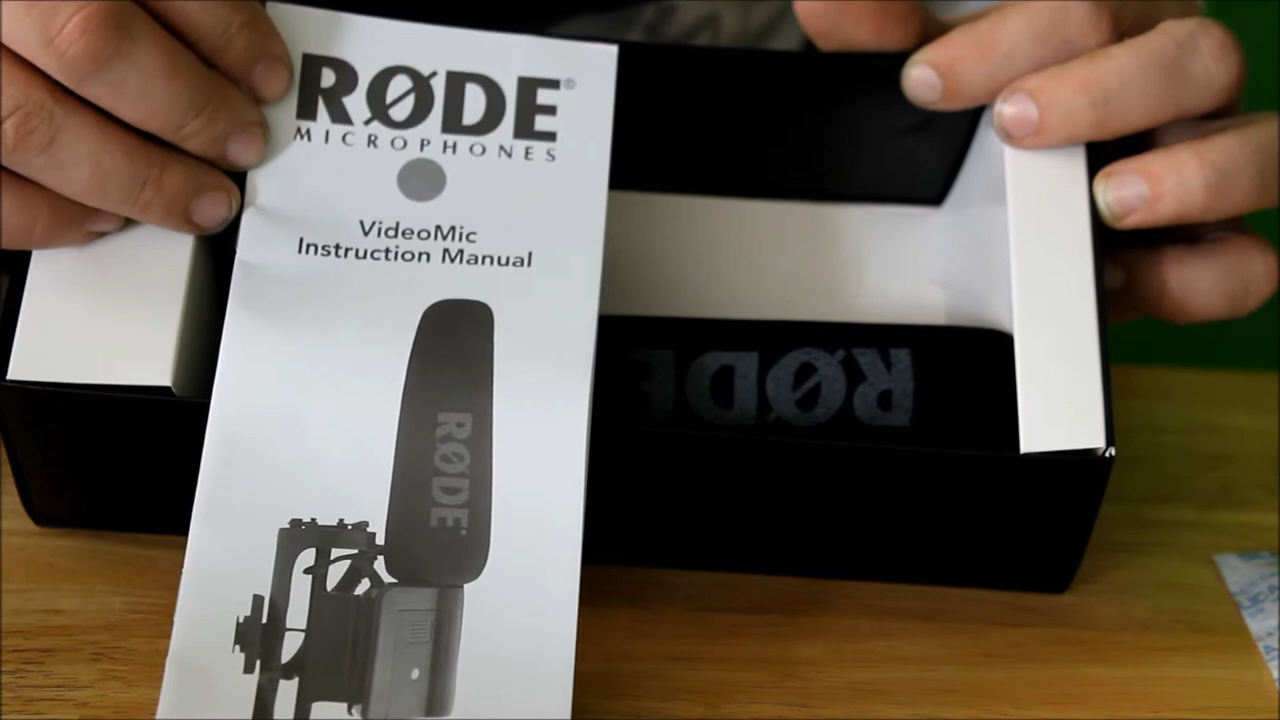 RØDE®
MICROPHONES
VideoMic
Instruction Manual
RØDE
RØDE